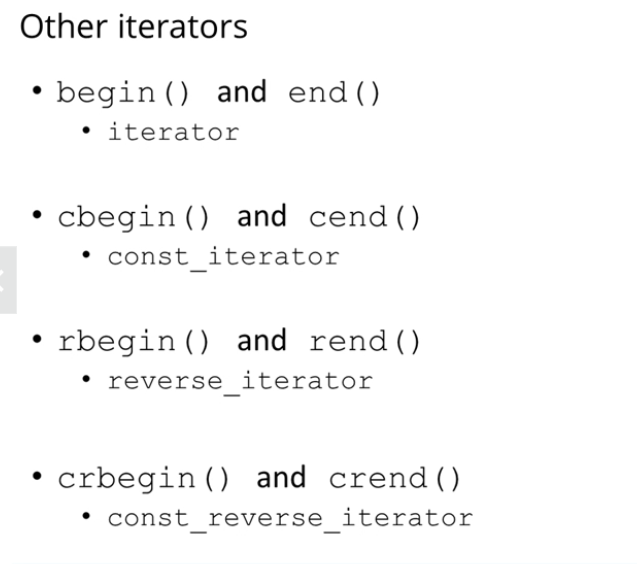 Other iterators
• begin() and end()
• iterator
• cbegin() and cend()
• const_iterator
• rbegin() and rend()
• reverse_iterator
• crbegin() and crend()
• const_reverse_iterator